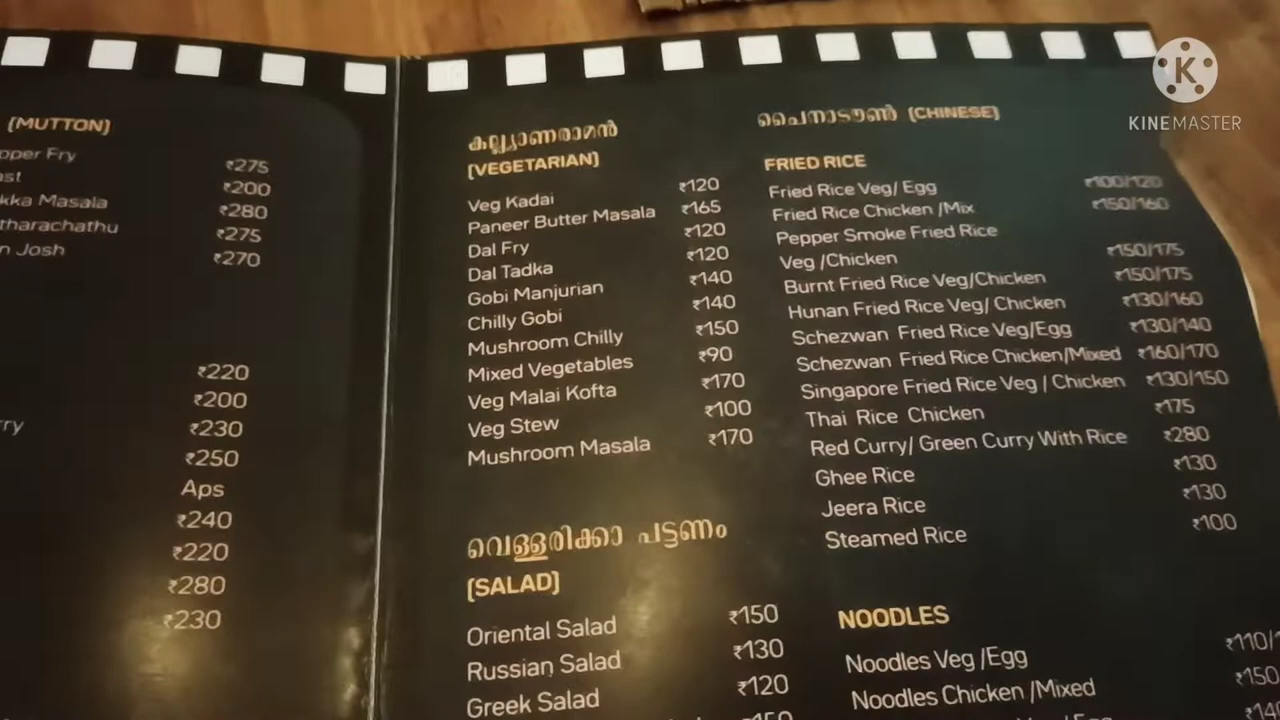 (MUTTON)
pper Fry ₹275
ast ₹200
kka Masala ₹280
tharachathu ₹275
n Josh ₹270
₹220
₹200
rry ₹230
₹250
Aps
₹240
₹220
₹280
₹230
കല്ല്യാണരാമൻ
(VEGETARIAN)
Veg Kadai ₹120
Paneer Butter Masala ₹165
Dal Fry ₹120
Dal Tadka ₹120
Gobi Manjurian ₹140
Chilly Gobi ₹140
Mushroom Chilly ₹150
Mixed Vegetables ₹90
Veg Malai Kofta ₹170
Veg Stew ₹100
Mushroom Masala ₹170
വെള്ളരിക്കാ പട്ടണം
(SALAD)
Oriental Salad ₹150
Russian Salad ₹130
Greek Salad ₹120
ചൈനാടൗൺ (CHINESE)
FRIED RICE
Fried Rice Veg/ Egg ₹100/120
Fried Rice Chicken /Mix ₹150/160
Pepper Smoke Fried Rice
Veg /Chicken ₹150/175
Burnt Fried Rice Veg/Chicken ₹150/175
Hunan Fried Rice Veg/ Chicken ₹130/160
Schezwan Fried Rice Veg/Egg ₹130/140
Schezwan Fried Rice Chicken/Mixed ₹160/170
Singapore Fried Rice Veg / Chicken ₹130/150
Thai Rice Chicken ₹175
Red Curry/ Green Curry With Rice ₹280
Ghee Rice ₹130
Jeera Rice ₹130
Steamed Rice ₹100
NOODLES
Noodles Veg /Egg ₹110/
Noodles Chicken /Mixed ₹150
K
KINEMASTER